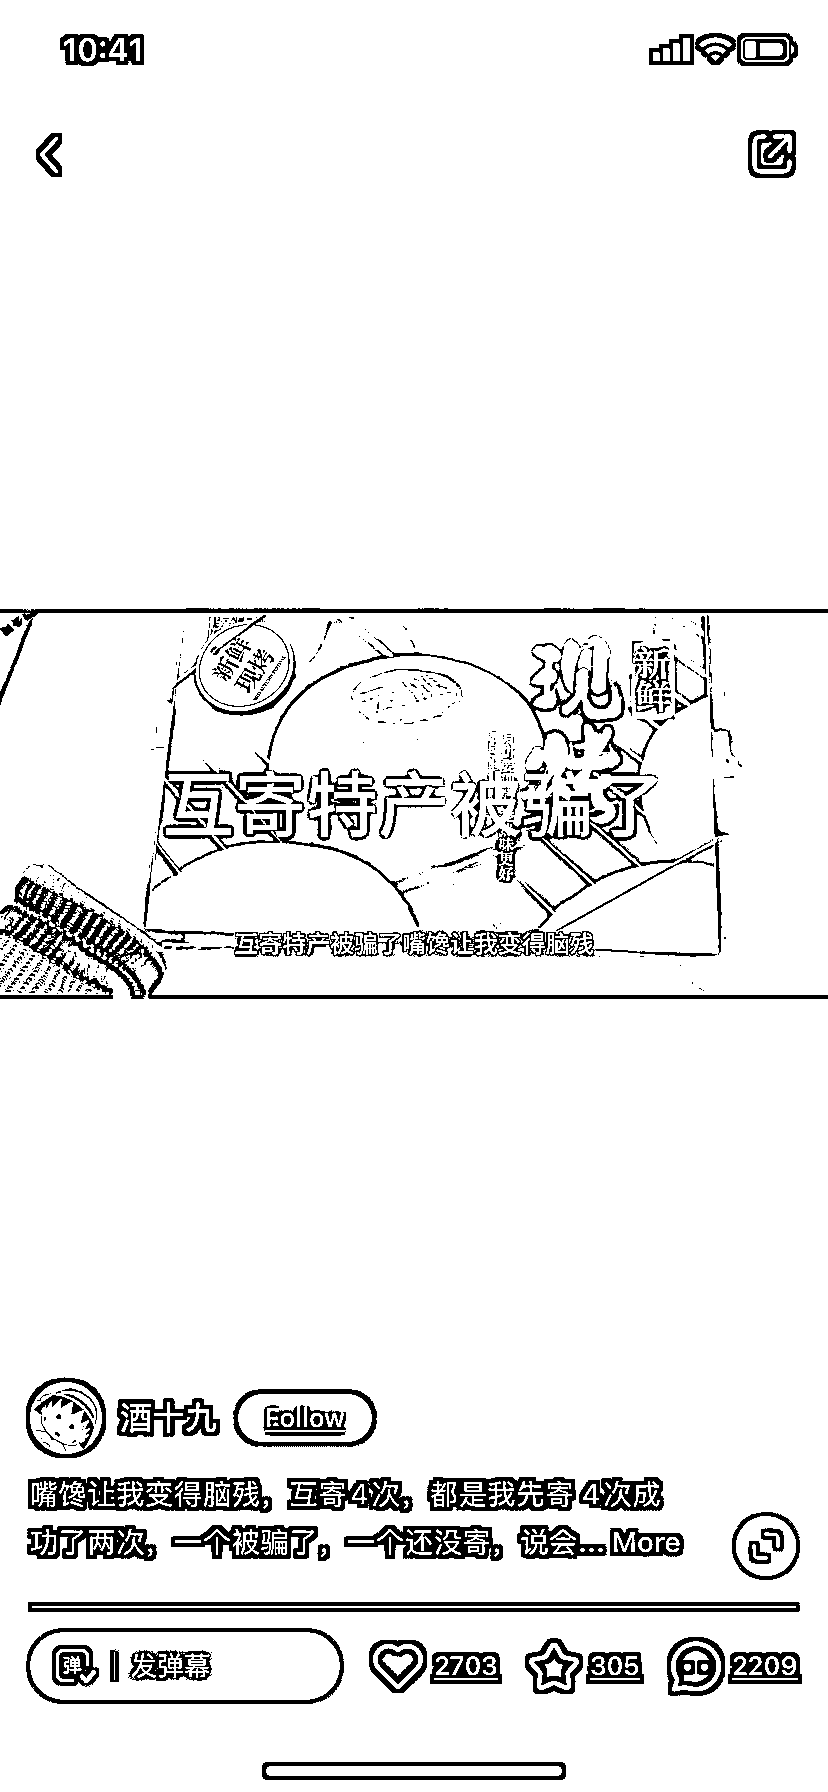 10:41
新鲜
现烤
现
烤
新鲜
互寄特产被骗了
互寄特产被骗了嘴馋让我变得脑残
酒十九 Follow
嘴馋让我变得脑残，互寄4次，都是我先寄 4次成
功了两次，一个被骗了，一个还没寄，说会... More
弹 发弹幕 2703 305 2209